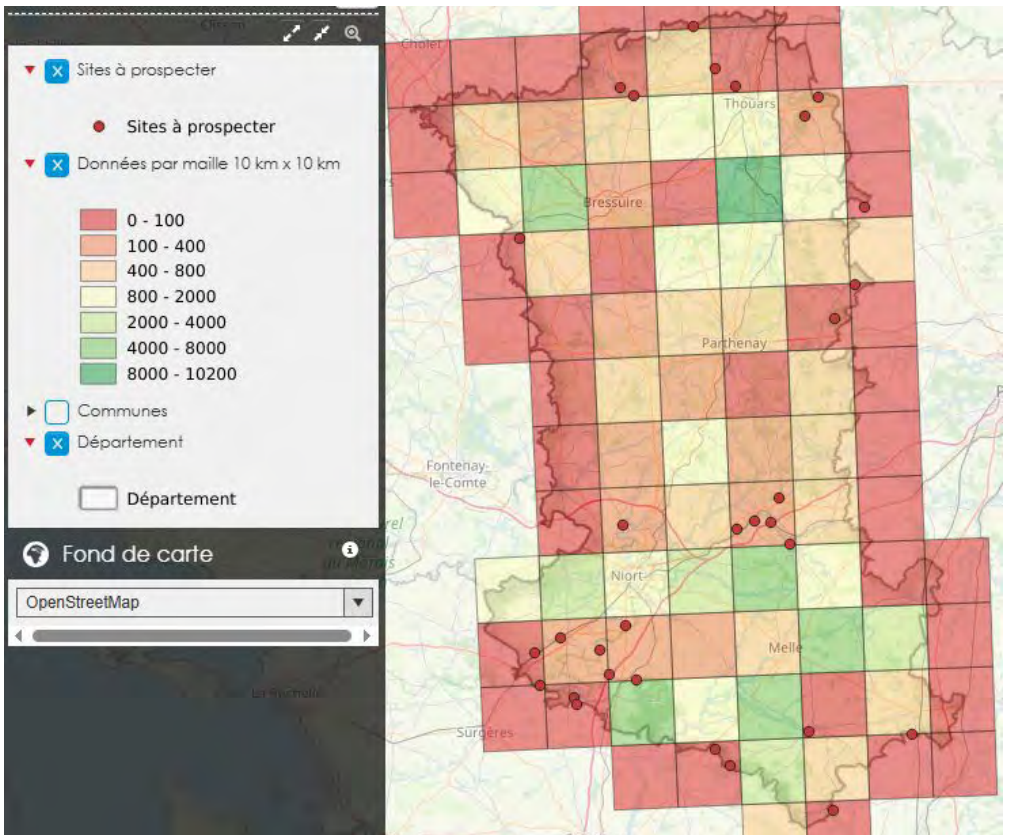 Sites à prospecter
Sites à prospecter
Données par maille 10 km x 10 km
0 - 100
100 - 400
400 - 800
800 - 2000
2000 - 4000
4000 - 8000
8000 - 10200
Communes
Département
Département
Fond de carte
OpenStreetMap
Cholet
Thouars
Bressuire
Parthenay
Fontenay-
le-Comte
Niort
Melle
La Rochelle
Surgères